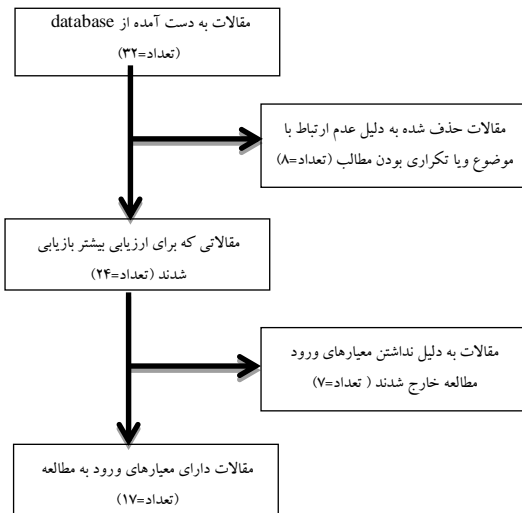 مقالات به دست آمده از database
(تعداد=۳۲)
مقالات حذف شده به دلیل عدم ارتباط با
موضوع ویا تکراری بودن مطالب (تعداد=۸)
مقالاتی که برای ارزیابی بیشتر بازیابی
شدند (تعداد=۲۴)
مقالات به دلیل نداشتن معیارهای ورود
مطالعه خارج شدند ( تعداد=۷)
مقالات دارای معیارهای ورود به مطالعه
(تعداد=۱۷)